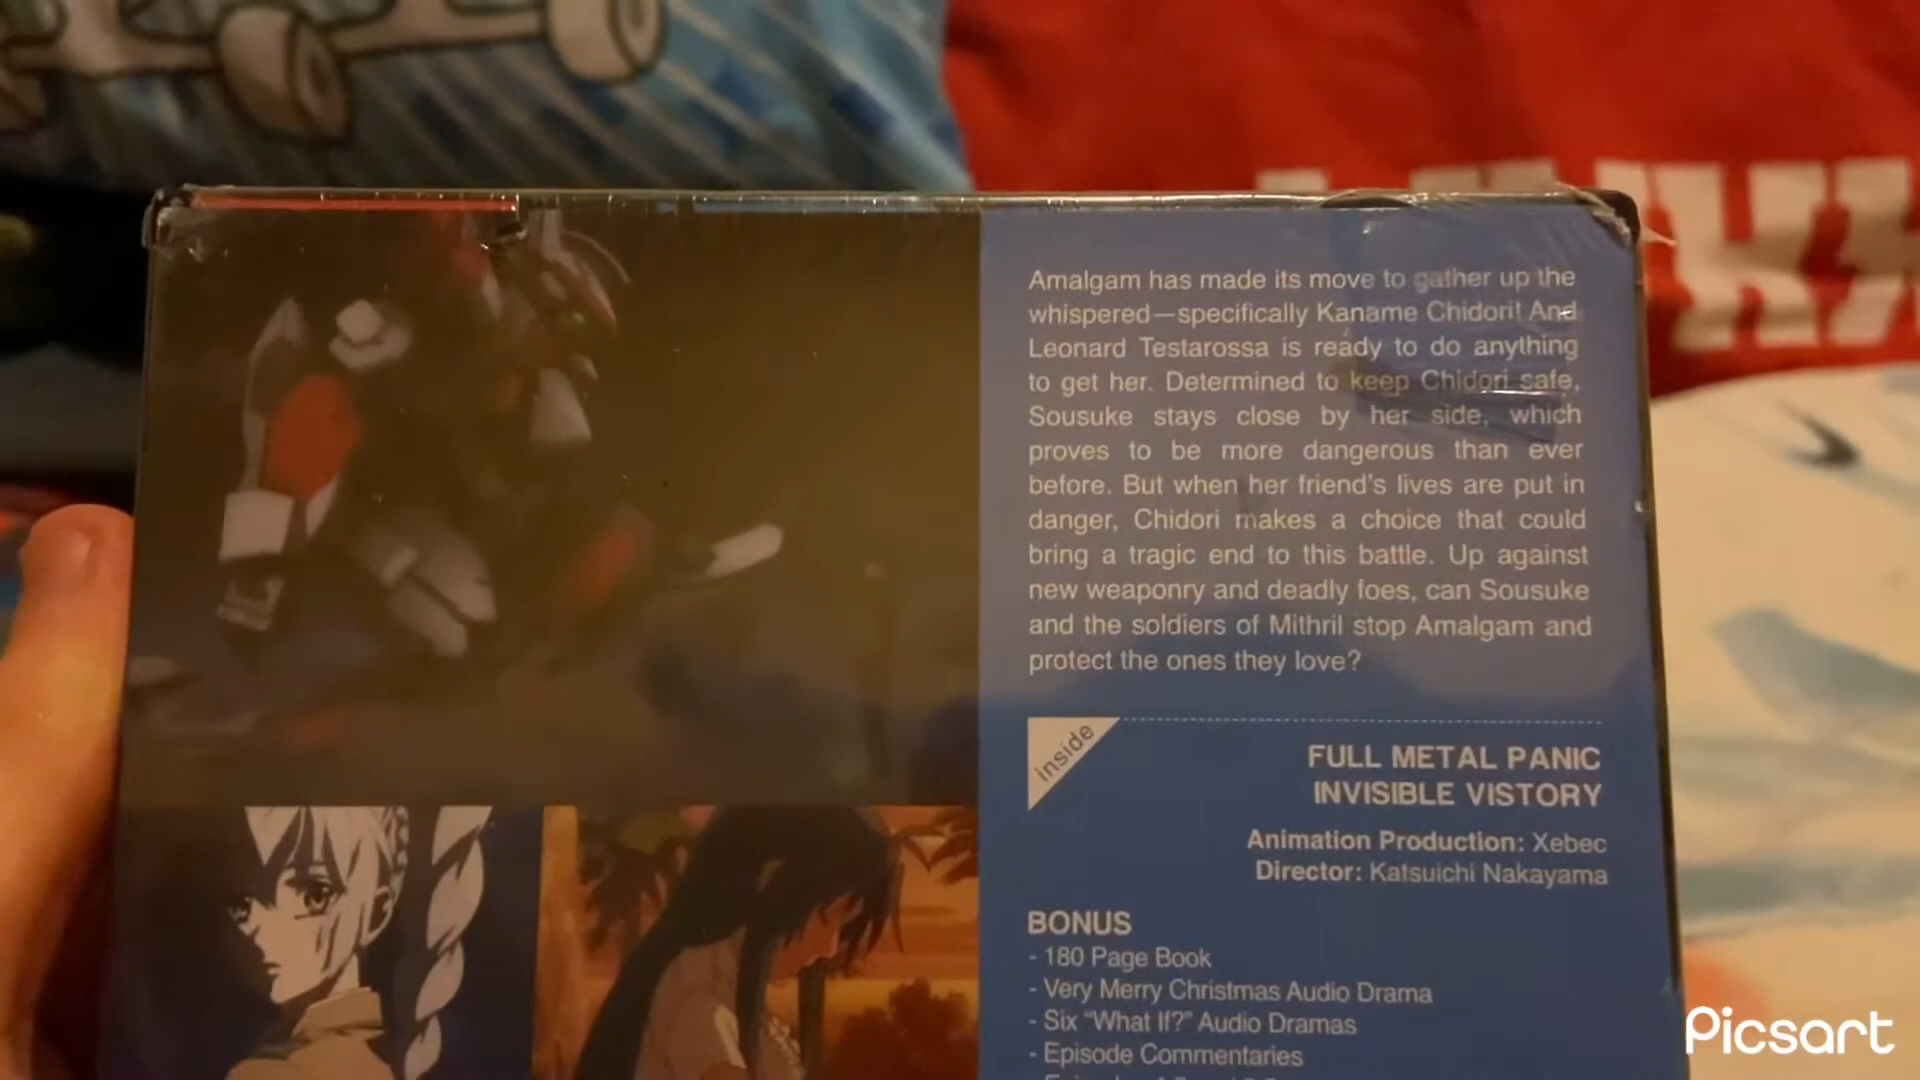 Amalgam has made its move to gather up the
whispered—specifically Kaname Chidori! And
Leonard Testarossa is ready to do anything
to get her. Determined to keep Chidori safe,
Sousuke stays close by her side, which
proves to be more dangerous than ever
before. But when her friend's lives are put in
danger, Chidori makes a choice that could
bring a tragic end to this battle. Up against
new weaponry and deadly foes, can Sousuke
and the soldiers of Mithril stop Amalgam and
protect the ones they love?
Inside
FULL METAL PANIC
INVISIBLE VISTORY
Animation Production: Xebec
Director: Katsuichi Nakayama
BONUS
- 180 Page Book
- Very Merry Christmas Audio Drama
- Six "What If?" Audio Dramas
- Episode Commentaries
Picsart